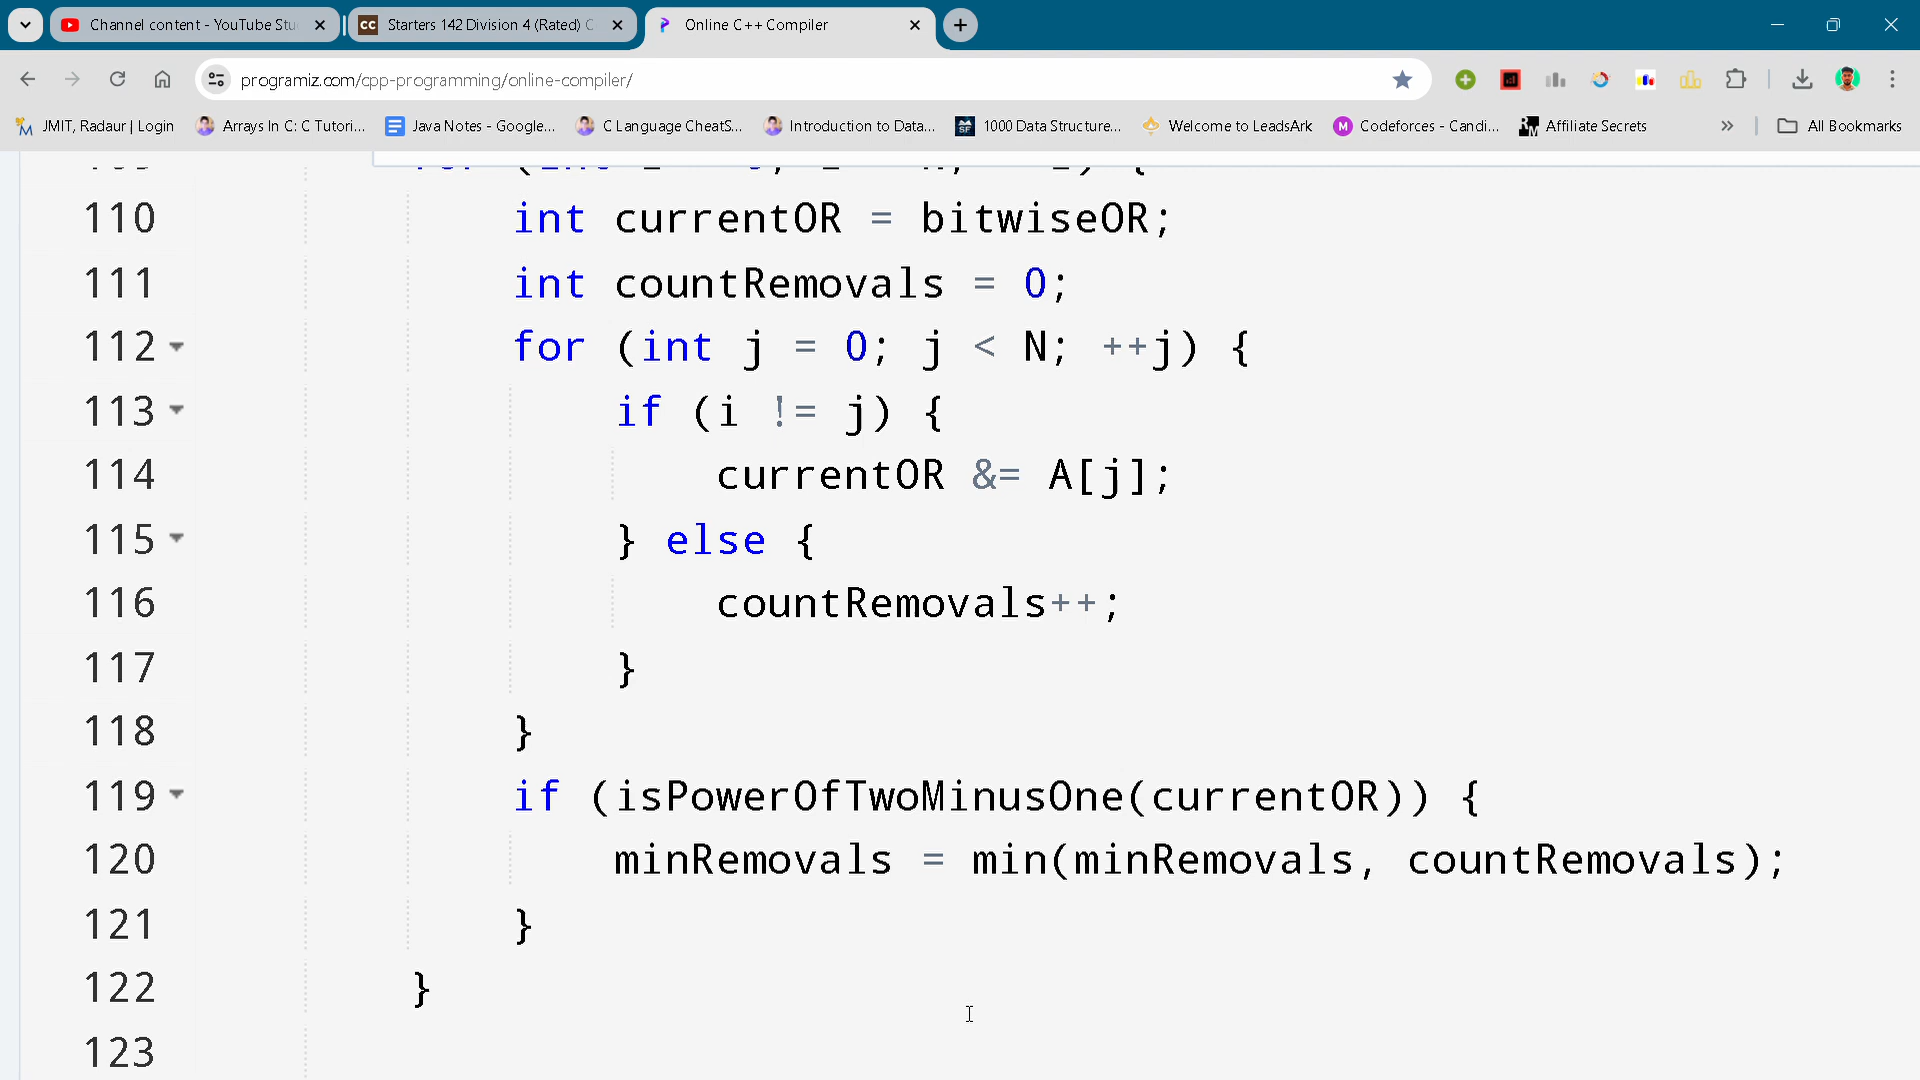 Channel content - YouTube Stu
Starters 142 Division 4 (Rated) C
Online C++ Compiler
programiz.com/cpp-programming/online-compiler/
JMIT, Radaur | Login
Arrays In C: C Tutori...
Java Notes - Google...
C Language CheatS...
Introduction to Data...
1000 Data Structure...
Welcome to LeadsArk
Codeforces - Candi...
Affiliate Secrets
All Bookmarks
110 int currentOR = bitwiseOR;
111 int countRemovals = 0;
112 for (int j = 0; j < N; ++j) {
113 if (i != j) {
114 currentOR &= A[j];
115 } else {
116 countRemovals++;
117 }
118 }
119 if (isPowerOfTwoMinusOne(currentOR)) {
120 minRemovals = min(minRemovals, countRemovals);
121 }
122 }
123